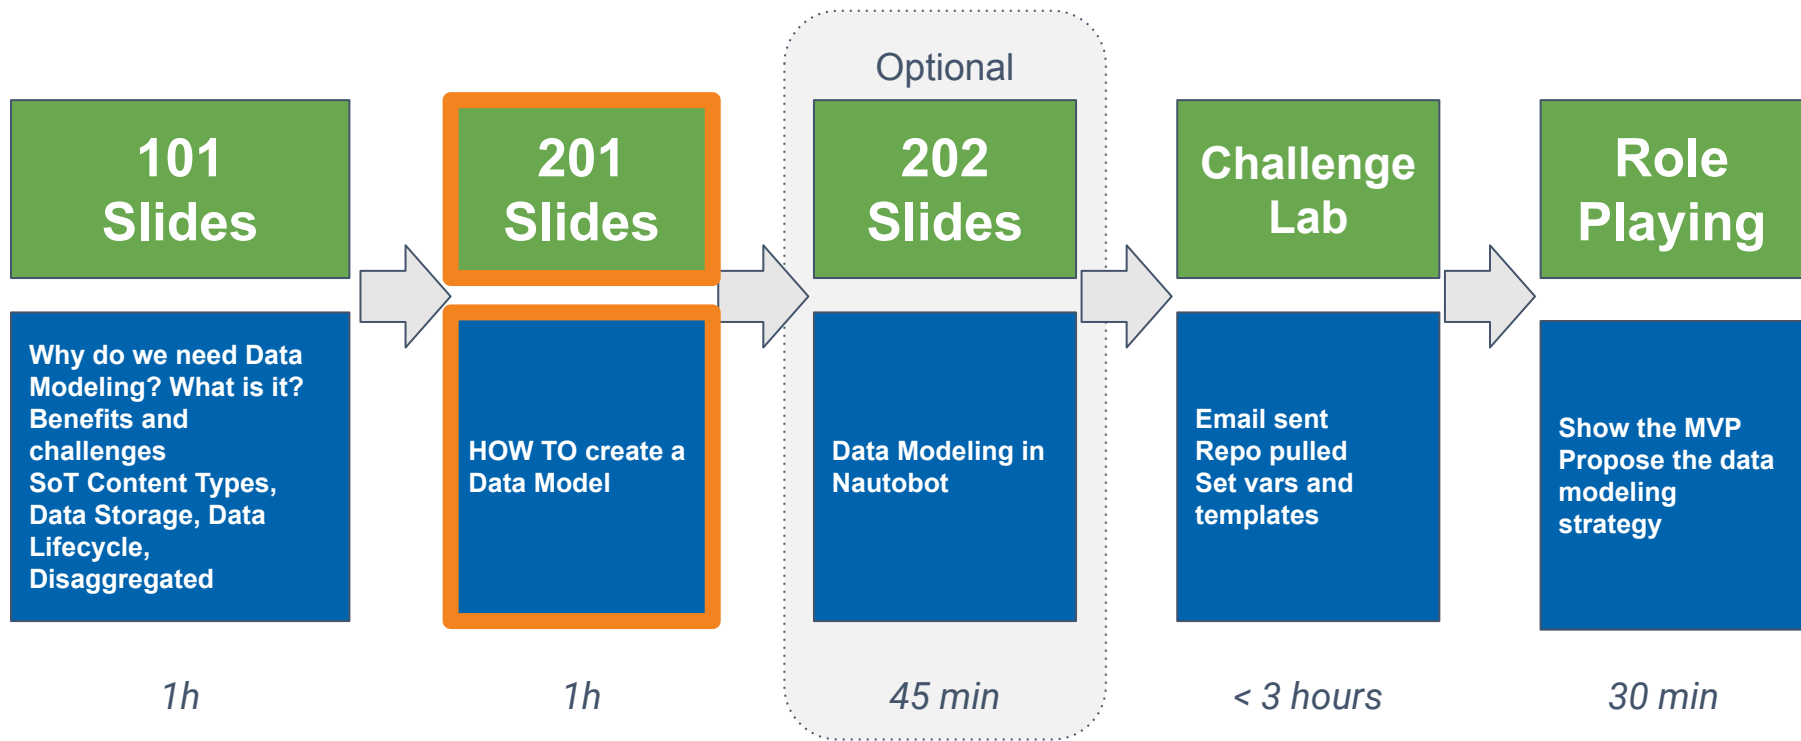 Optional
101
Slides
201
Slides
202
Slides
Challenge
Lab
Role
Playing
Why do we need Data
Modeling? What is it?
Benefits and
challenges
SoT Content Types,
Data Storage, Data
Lifecycle,
Disaggregated
HOW TO create a
Data Model
Data Modeling in
Nautobot
Email sent
Repo pulled
Set vars and
templates
Show the MVP
Propose the data
modeling
strategy
1h
1h
45 min
< 3 hours
30 min